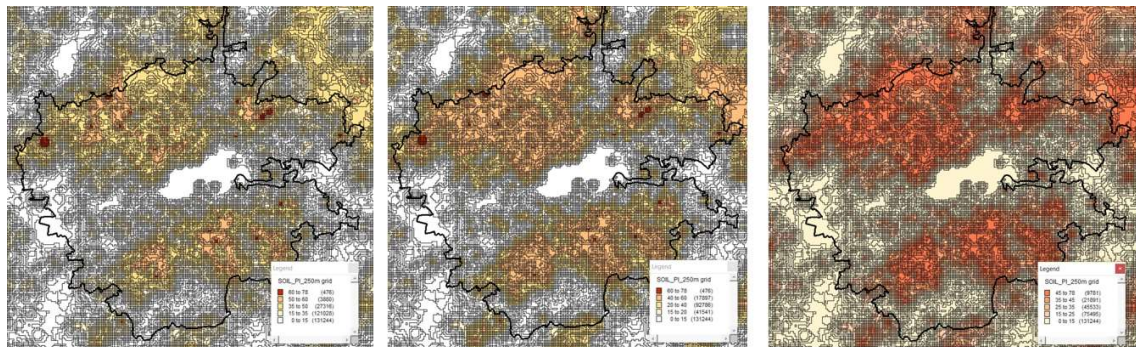 Legend
SOIL_PI_250m grid
60 to 78 (476)
50 to 60 (3880)
35 to 50 (27316)
15 to 35 (121028)
0 to 15 (131244)
Legend
SOIL_PI_250m grid
60 to 78 (476)
40 to 60 (17897)
20 to 40 (92786)
15 to 20 (41541)
0 to 15 (131244)
Legend
SOIL_PI_250m grid
45 to 78 (9781)
35 to 45 (21891)
25 to 35 (45533)
15 to 25 (75495)
0 to 15 (131244)